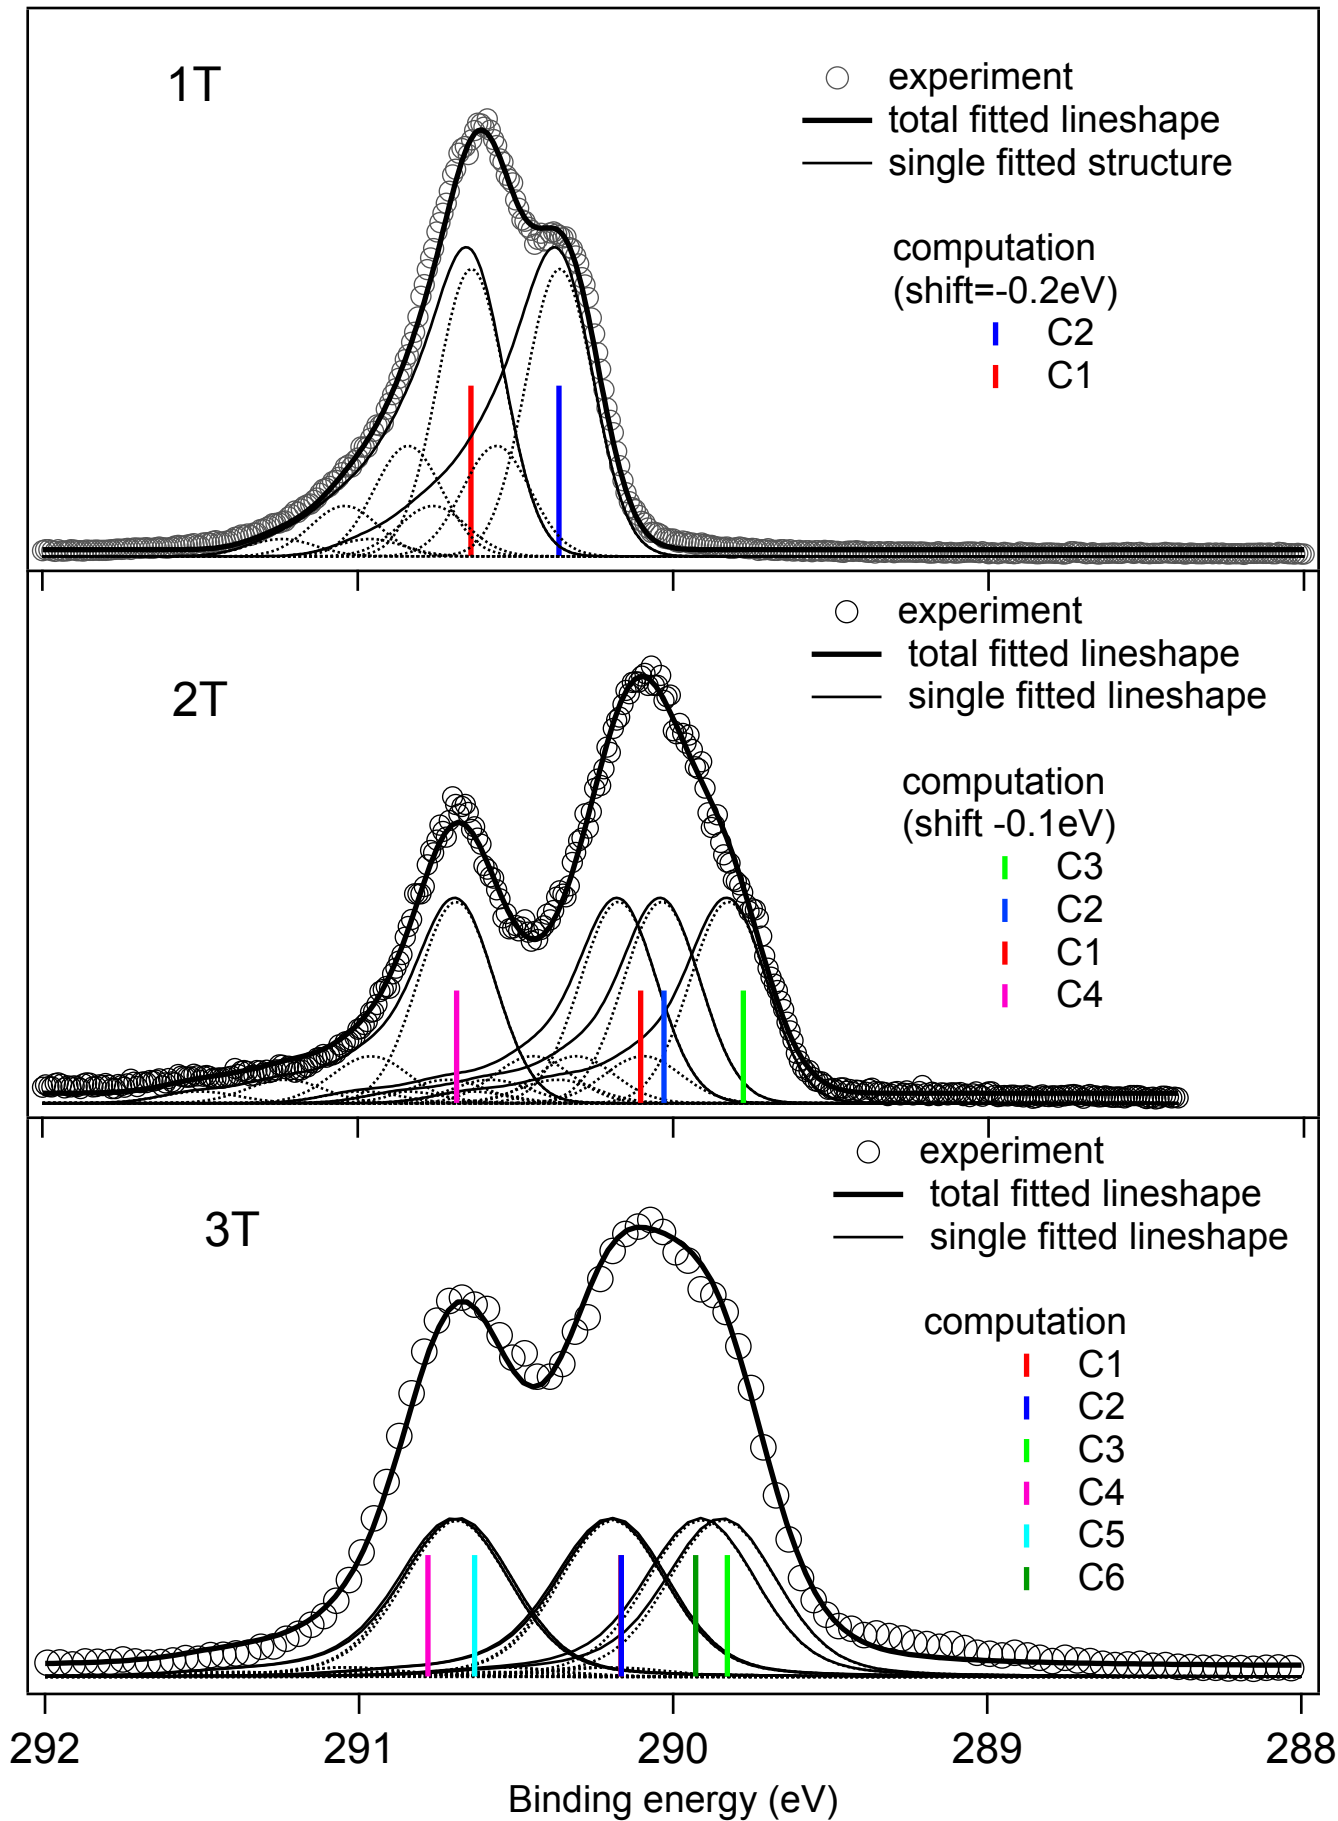 1T
experiment
total fitted lineshape
single fitted structure
computation
(shift=-0.2eV)
C2
C1
2T
experiment
total fitted lineshape
single fitted lineshape
computation
(shift -0.1eV)
C3
C2
C1
C4
3T
experiment
total fitted lineshape
single fitted lineshape
computation
C1
C2
C3
C4
C5
C6
292 291 290 289 288
Binding energy (eV)